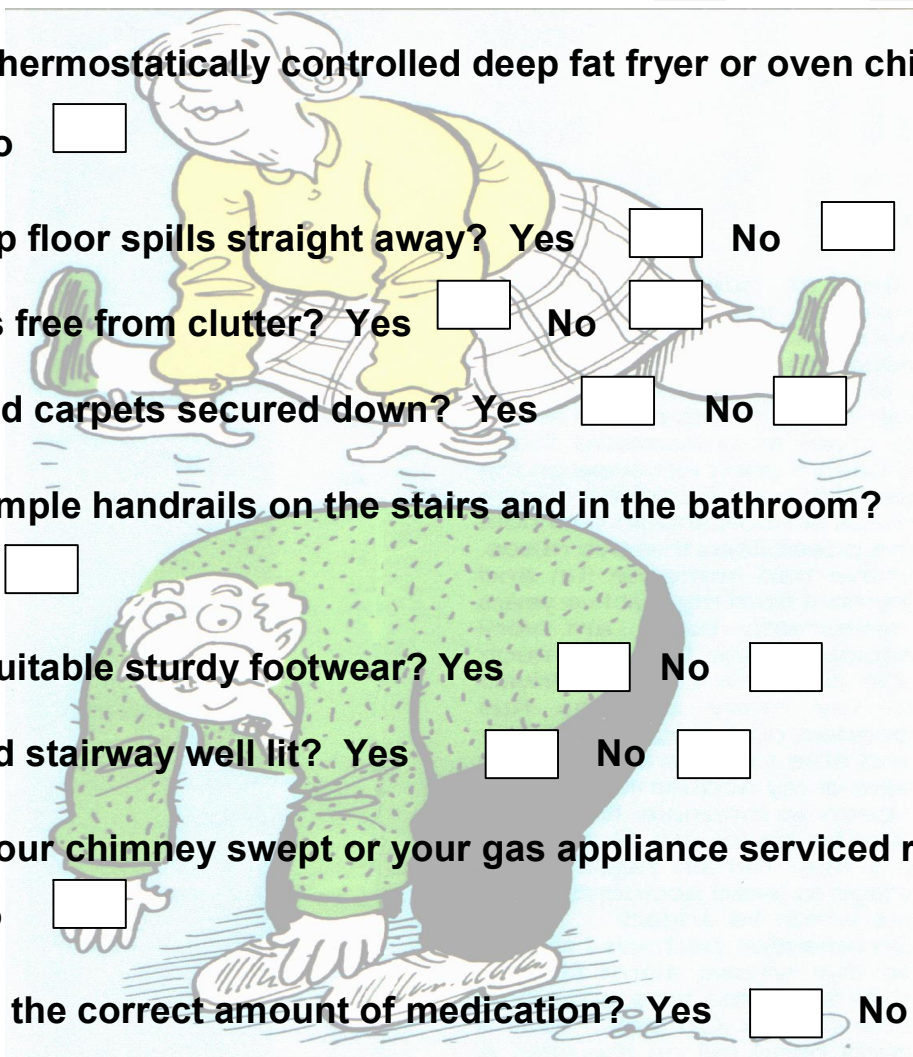 hermostatically controlled deep fat fryer or oven chi
o
p floor spills straight away? Yes No
s free from clutter? Yes No
d carpets secured down? Yes No
mple handrails on the stairs and in the bathroom?
uitable sturdy footwear? Yes No
d stairway well lit? Yes No
our chimney swept or your gas appliance serviced r
o
the correct amount of medication? Yes No